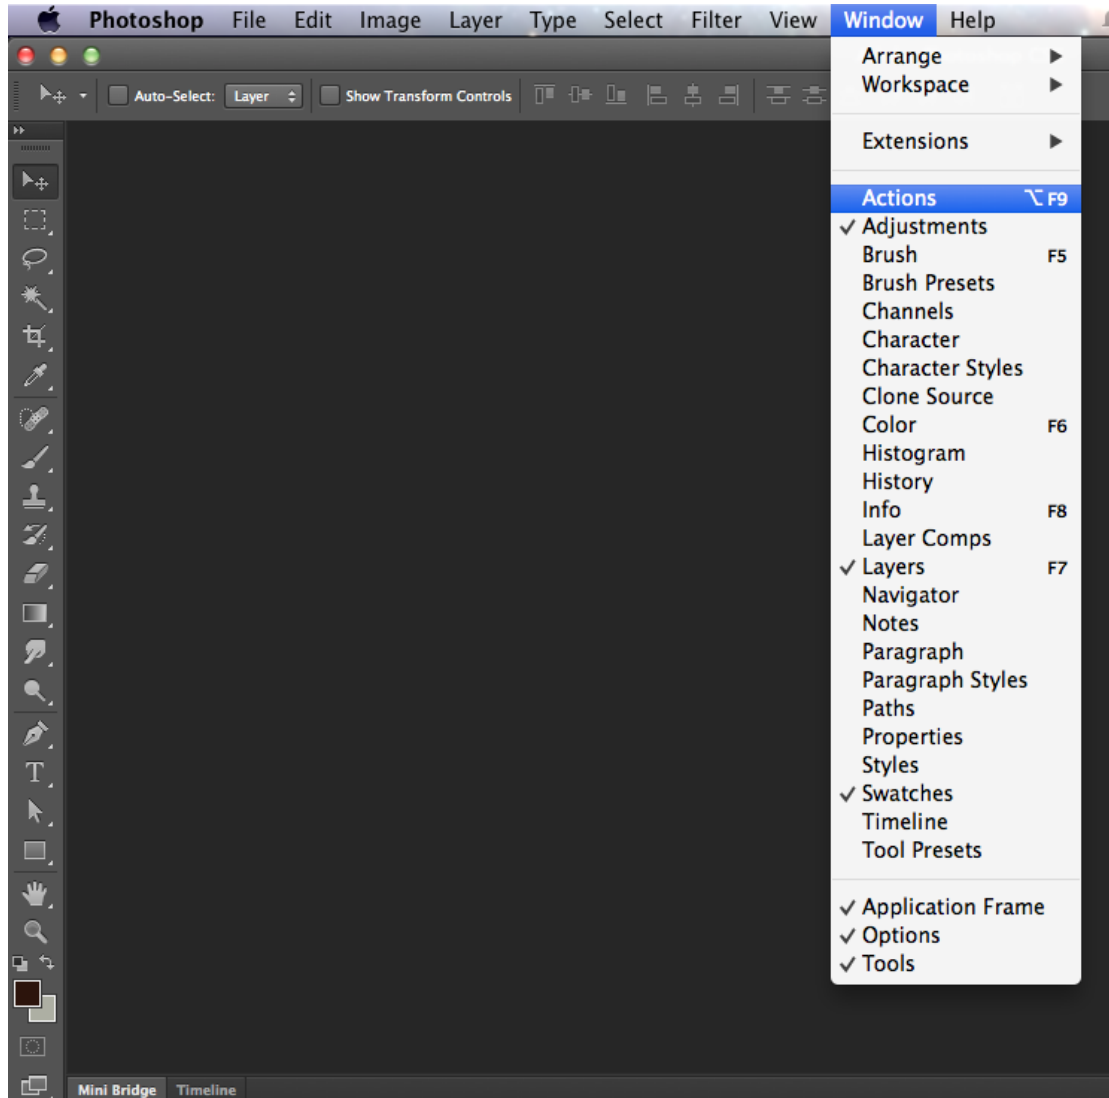 Photoshop File Edit Image Layer Type Select Filter View Window Help
Auto-Select: Layer Show Transform Controls
Arrange
Workspace
Extensions
Actions ⌥ F9
✓ Adjustments
Brush F5
Brush Presets
Channels
Character
Character Styles
Clone Source
Color F6
Histogram
History
Info F8
Layer Comps
✓ Layers F7
Navigator
Notes
Paragraph
Paragraph Styles
Paths
Properties
Styles
✓ Swatches
Timeline
Tool Presets
✓ Application Frame
✓ Options
✓ Tools
T
Mini Bridge Timeline